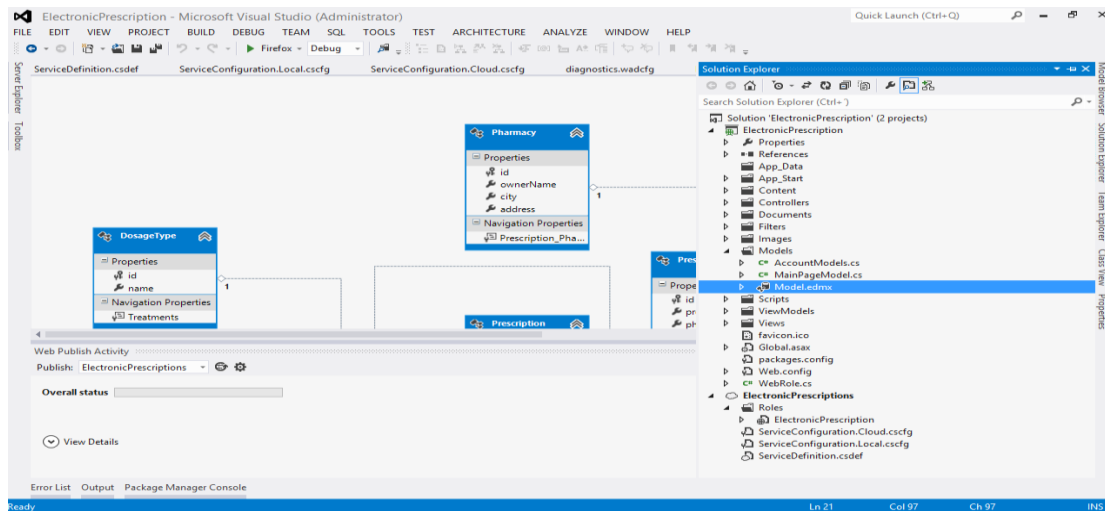 ElectronicPrescription - Microsoft Visual Studio (Administrator)
Quick Launch (Ctrl+Q)
FILE EDIT VIEW PROJECT BUILD DEBUG TEAM SQL TOOLS TEST ARCHITECTURE ANALYZE WINDOW HELP
Firefox Debug
Server Explorer
Toolbox
ServiceDefinition.csdef ServiceConfiguration.Local.cscfg ServiceConfiguration.Cloud.cscfg diagnostics.wadcfg
Pharmacy
Properties
id
ownerName
city
address
Navigation Properties
Prescription_Pha...
1
DosageType
Properties
id
name
Navigation Properties
Treatments
1
Prescription
Pres
Prope
id
pr
ph
Web Publish Activity
Publish: ElectronicPrescriptions
Overall status
View Details
Error List Output Package Manager Console
Solution Explorer
Search Solution Explorer (Ctrl+ )
Solution 'ElectronicPrescription' (2 projects)
ElectronicPrescription
Properties
References
App_Data
App_Start
Content
Controllers
Documents
Filters
Images
Models
C# AccountModels.cs
C# MainPageModel.cs
Model.edmx
Scripts
ViewModels
Views
favicon.ico
Global.asax
packages.config
Web.config
C# WebRole.cs
ElectronicPrescriptions
Roles
ElectronicPrescription
ServiceConfiguration.Cloud.cscfg
ServiceConfiguration.Local.cscfg
ServiceDefinition.csdef
Model Browser
Solution Explorer
Team Explorer
Class View
Properties
Ready Ln 21 Col 97 Ch 97 INS